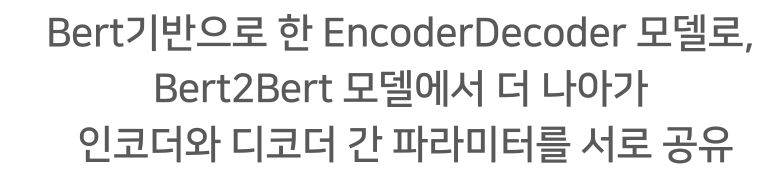 Bert기반으로 한 EncoderDecoder 모델로,
Bert2Bert 모델에서 더 나아가
인코더와 디코더 간 파라미터를 서로 공유